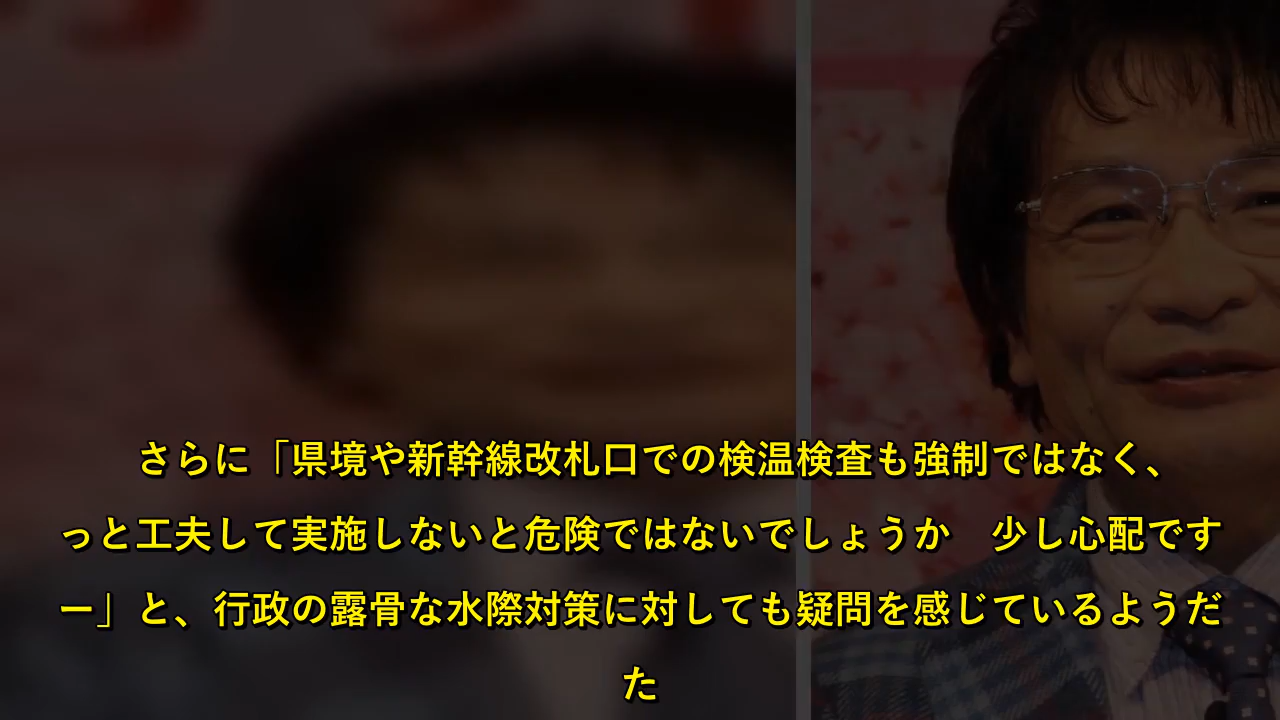 さらに「県境や新幹線改札口での検温検査も強制ではなく、
っと工夫して実施しないと危険ではないでしょうか　少し心配です
ー」と、行政の露骨な水際対策に対しても疑問を感じているようだ
た